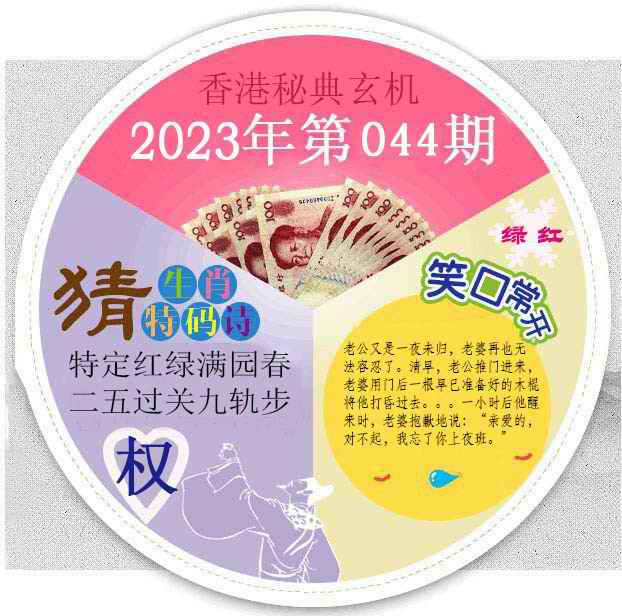 香港秘典玄机
2023年第044期
绿红
猜生肖
特码诗
笑口常开
特定红绿满园春
二五过关九轨步
权
老公又是一夜未归，老婆再也无
法容忍了。清早，老公推门进来，
老婆用门后一根早已准备好的木棍
将他打昏过去。。。一小时后他醒
来时，老婆抱歉地说：“亲爱的，
对不起，我忘了你上夜班。”